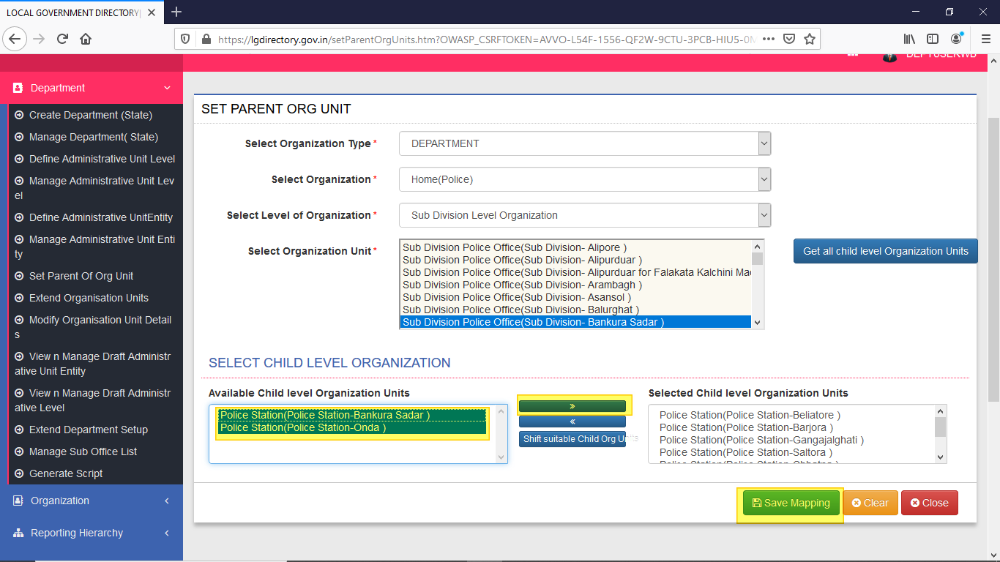 LOCAL GOVERNMENT DIRECTORY|
https://lgdirectory.gov.in/setParentOrgUnits.htm?OWASP_CSRFTOKEN=AVVO-L54F-1556-QF2W-9CTU-3PCB-HIU5-0M
DEPTUSERWB
Department
Create Department (State)
Manage Department( State)
Define Administrative Unit Level
Manage Administrative Unit Lev
el
Define Administrative UnitEntity
Manage Administrative Unit Enti
ty
Set Parent Of Org Unit
Extend Organisation Units
Modify Organisation Unit Detail
s
View n Manage Draft Administr
ative Unit Entity
View n Manage Draft Administr
ative Level
Extend Department Setup
Manage Sub Office List
Generate Script
Organization
Reporting Hierarchy
SET PARENT ORG UNIT
Select Organization Type *
DEPARTMENT
Select Organization *
Home(Police)
Select Level of Organization *
Sub Division Level Organization
Select Organization Unit *
Sub Division Police Office(Sub Division- Alipore )
Sub Division Police Office(Sub Division- Alipurduar )
Sub Division Police Office(Sub Division- Alipurduar for Falakata Kalchini Mad
Sub Division Police Office(Sub Division- Arambagh )
Sub Division Police Office(Sub Division- Asansol )
Sub Division Police Office(Sub Division- Balurghat )
Sub Division Police Office(Sub Division- Bankura Sadar )
Get all child level Organization Units
SELECT CHILD LEVEL ORGANIZATION
Available Child level Organization Units
Police Station(Police Station-Bankura Sadar )
Police Station(Police Station-Onda )
»
«
Shift suitable Child Org Units
Selected Child level Organization Units
Police Station(Police Station-Beliatore )
Police Station(Police Station-Barjora )
Police Station(Police Station-Gangajalghati )
Police Station(Police Station-Saltora )
Police Station(Police Station-Chhatna )
Save Mapping
Clear
Close